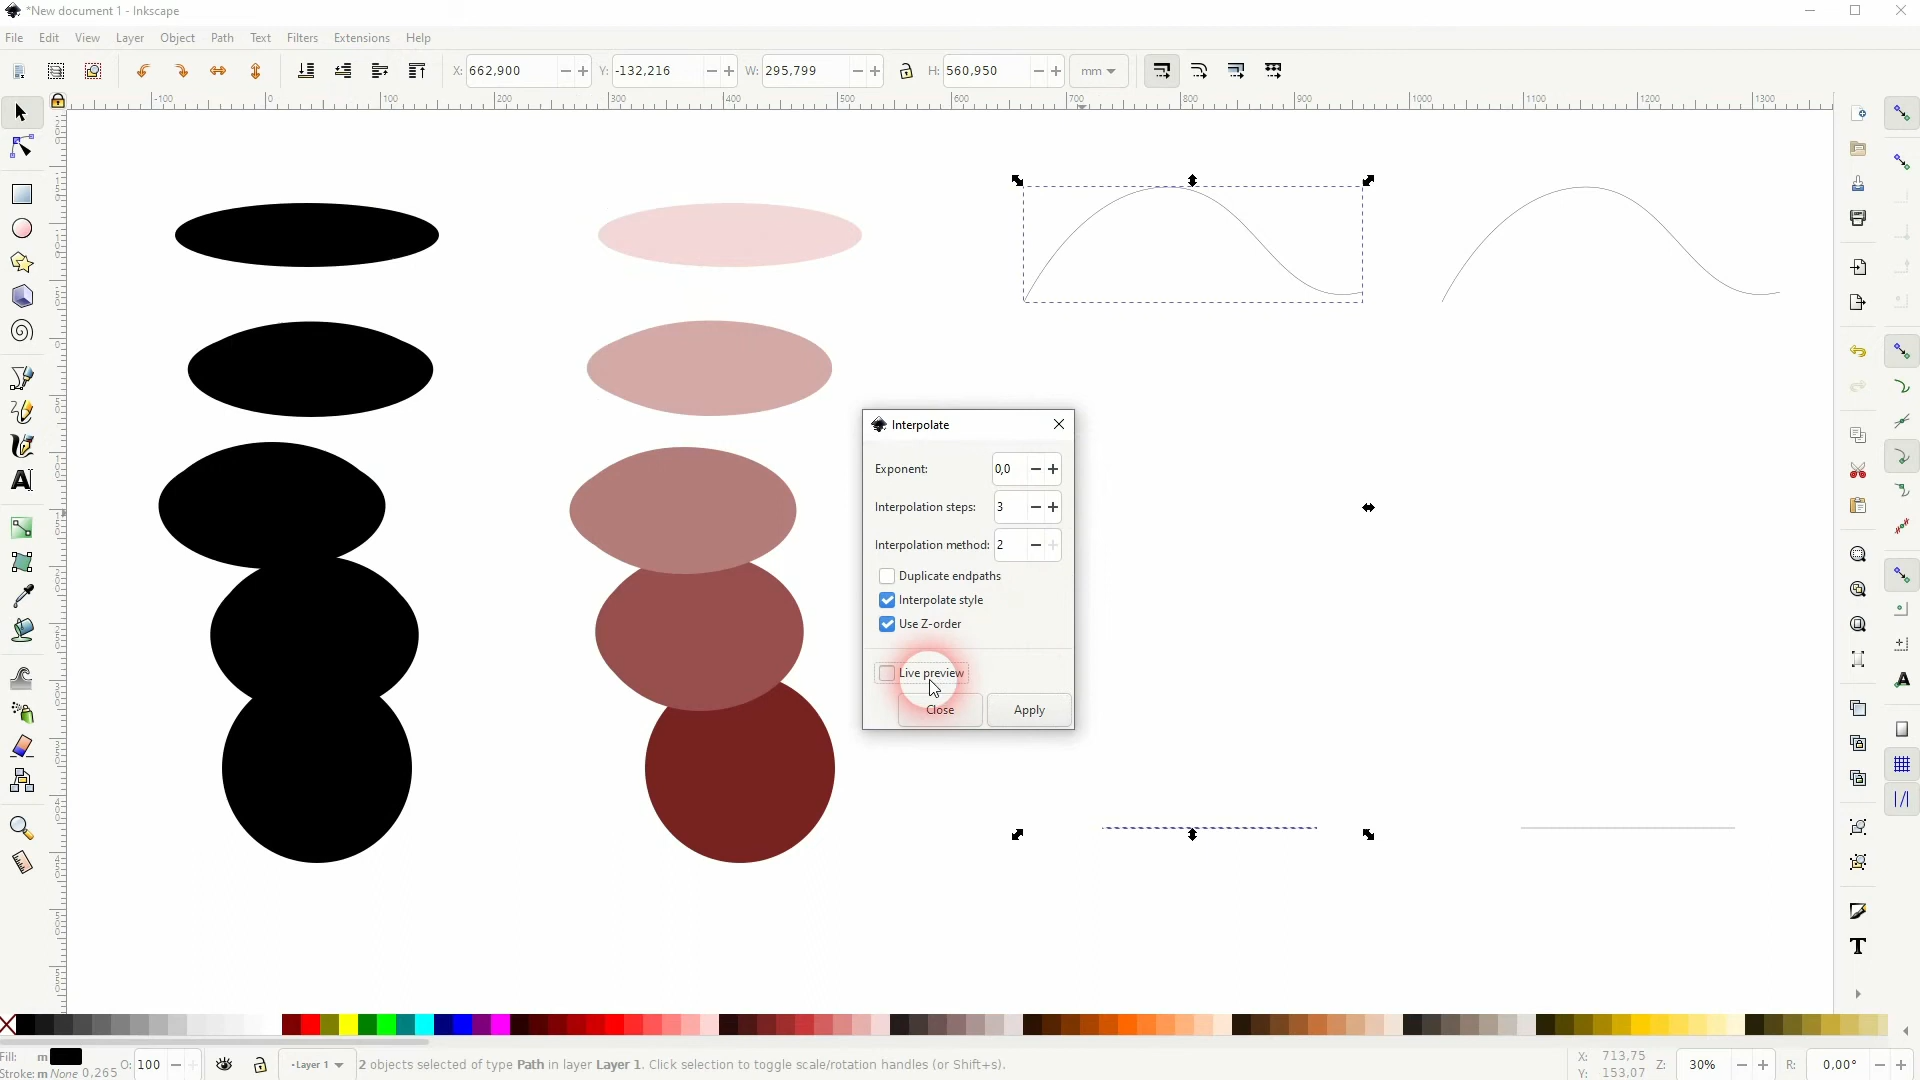 *New document 1 - Inkscape
File Edit View Layer Object Path Text Filters Extensions Help
X: 662,900 Y: -132,216 W: 295,799 H: 560,950 mm
-100 0 100 200 300 400 500 600 700 800 900 1000 1100 1200 1300
Interpolate
Exponent: 0,0
Interpolation steps: 3
Interpolation method: 2
Duplicate endpaths
Interpolate style
Use Z-order
Live preview
Close Apply
Fill: m O: 100 Layer 1 2 objects selected of type Path in layer Layer 1. Click selection to toggle scale/rotation handles (or Shift+s). X: 713,75 Z: 30% R: 0,00°
Stroke: m None 0,265 Y: 153,07